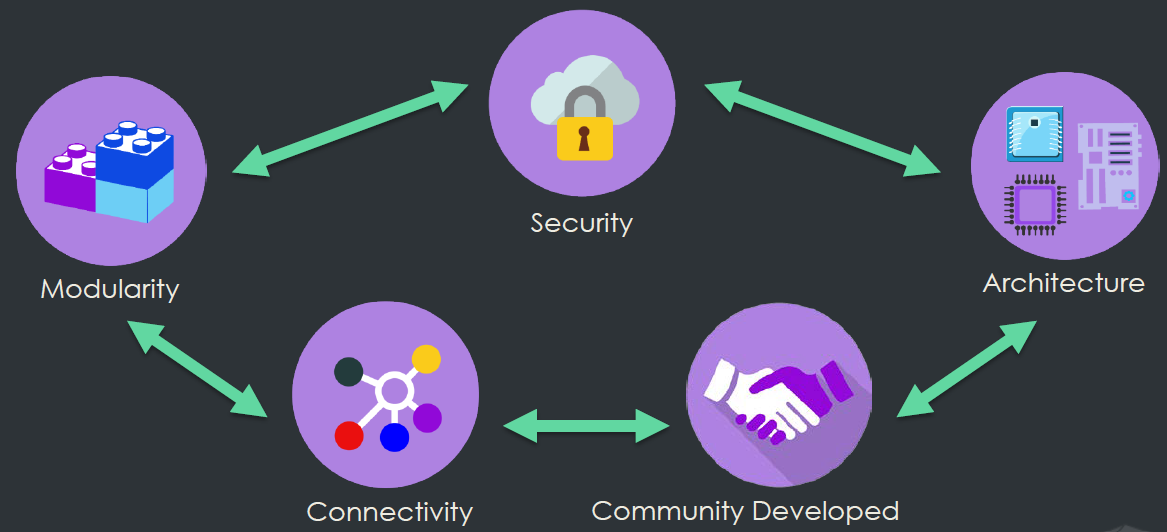 Security
Modularity
Architecture
Connectivity
Community Developed